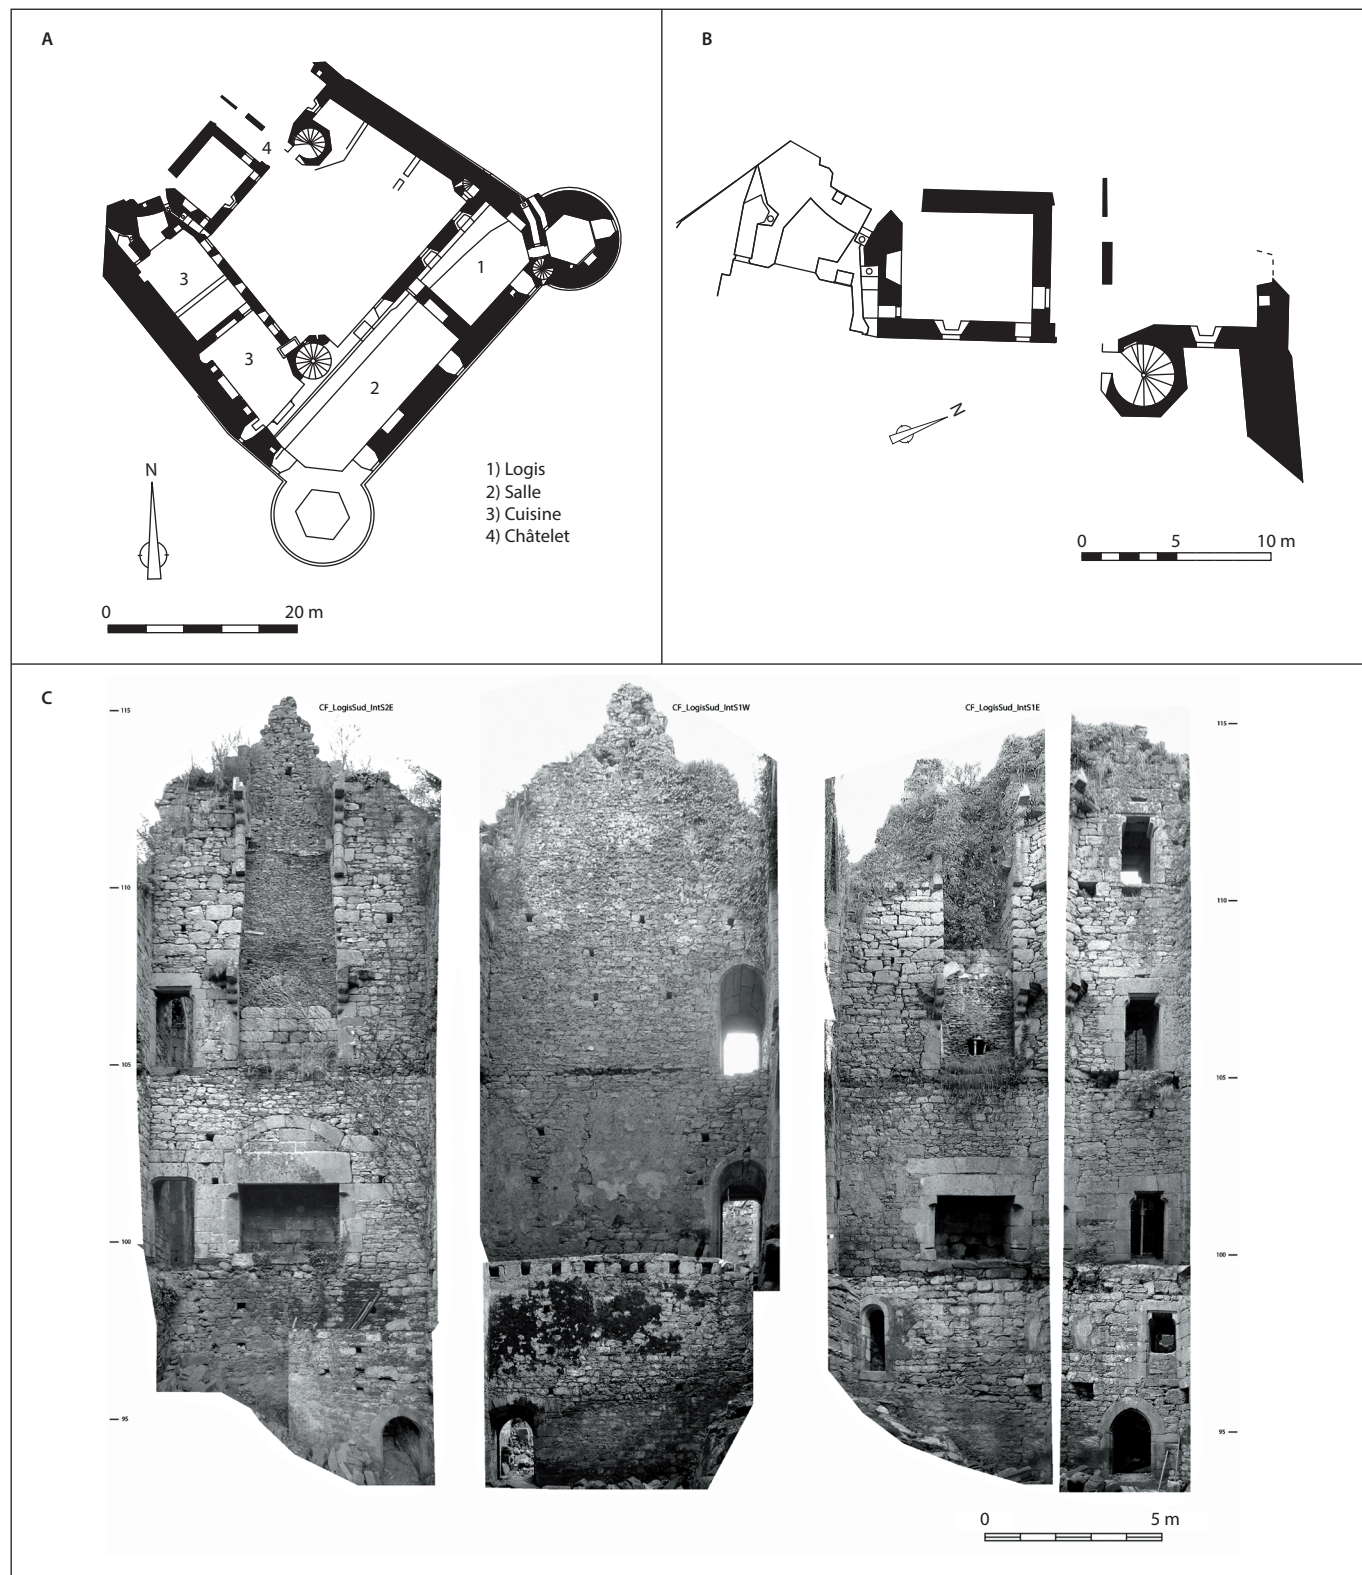 A
4
3
3
1
2
N
1) Logis
2) Salle
3) Cuisine
4) Châtelet
0 20 m
B
N
0 5 10 m
C
CF_LogisSud_IntS2E
CF_LogisSud_IntS1W
CF_LogisSud_IntS1E
115
110
105
100
95
115
110
105
100
95
0 5 m